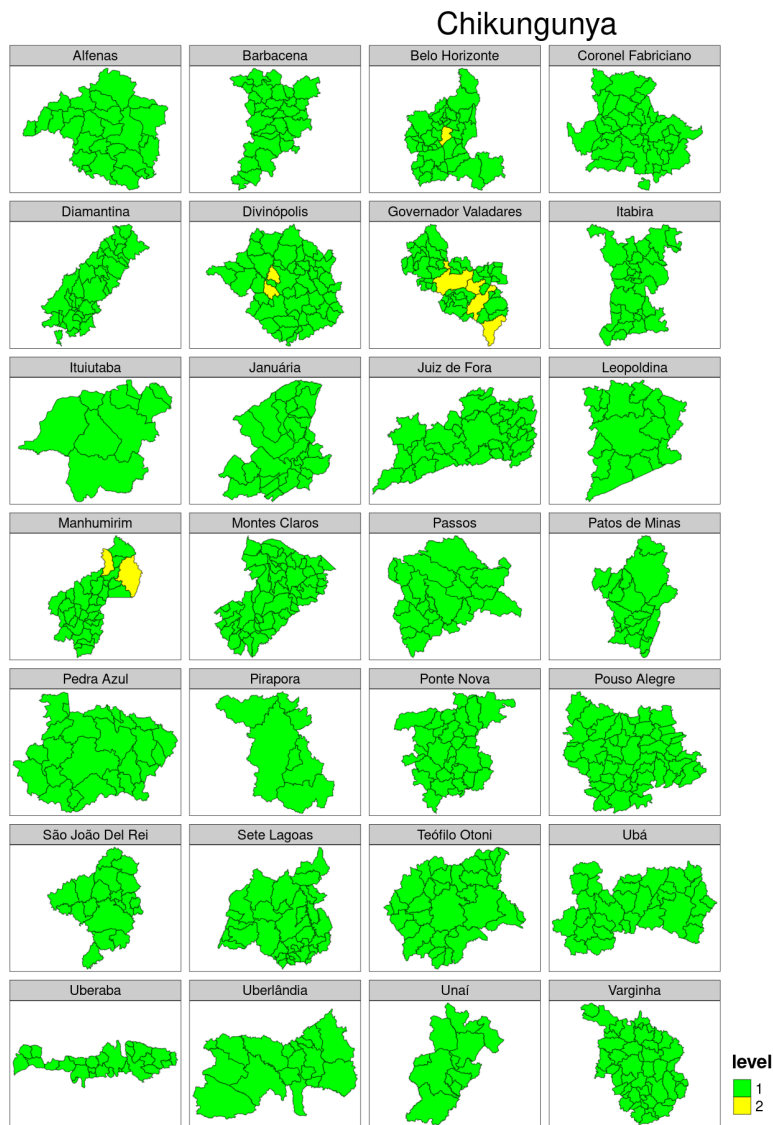 Chikungunya
Alfenas
Barbacena
Belo Horizonte
Coronel Fabriciano
Diamantina
Divinópolis
Governador Valadares
Itabira
Ituiutaba
Januária
Juiz de Fora
Leopoldina
Manhumirim
Montes Claros
Passos
Patos de Minas
Pedra Azul
Pirapora
Ponte Nova
Pouso Alegre
São João Del Rei
Sete Lagoas
Teófilo Otoni
Ubá
Uberaba
Uberlândia
Unaí
Varginha
level
1
2